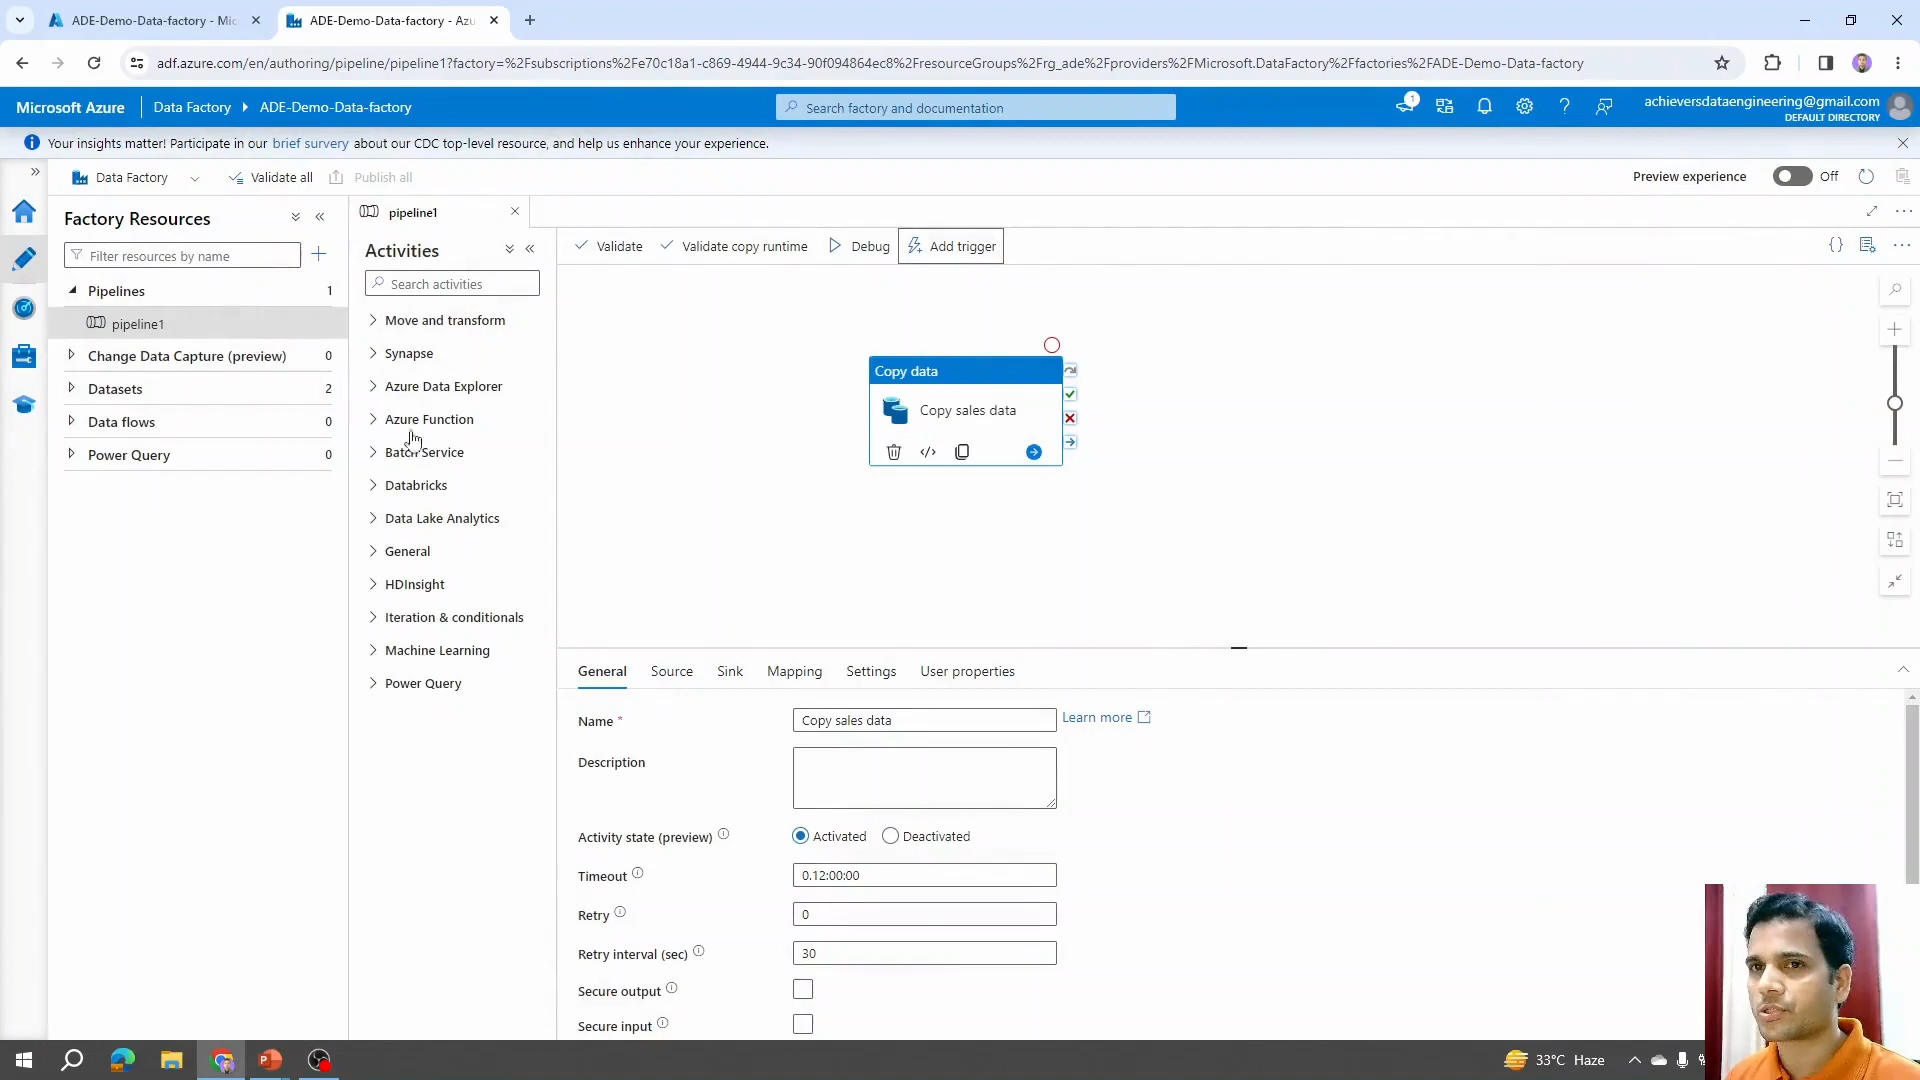 ADE-Demo-Data-factory - Mic
ADE-Demo-Data-factory - Azu
adf.azure.com/en/authoring/pipeline/pipeline1?factory=%2Fsubscriptions%2Fe70c18a1-c869-4944-9c34-90f094864ec8%2FresourceGroups%2Frg_ade%2Fproviders%2FMicrosoft.DataFactory%2Ffactories%2FADE-Demo-Data-factory
Microsoft Azure
Data Factory
ADE-Demo-Data-factory
Search factory and documentation
1
achieversdataengineering@gmail.com
DEFAULT DIRECTORY
Your insights matter! Participate in our brief survey about our CDC top-level resource, and help us enhance your experience.
Data Factory
Validate all
Publish all
Preview experience
Off
Factory Resources
Filter resources by name
Pipelines 1
pipeline1
Change Data Capture (preview) 0
Datasets 2
Data flows 0
Power Query 0
pipeline1
Activities
Search activities
Move and transform
Synapse
Azure Data Explorer
Azure Function
Batch Service
Databricks
Data Lake Analytics
General
HDInsight
Iteration & conditionals
Machine Learning
Power Query
Validate
Validate copy runtime
Debug
Add trigger
{}
Copy data
Copy sales data
General
Source
Sink
Mapping
Settings
User properties
Name *
Copy sales data
Learn more
Description
Activity state (preview)
Activated
Deactivated
Timeout
0.12:00:00
Retry
0
Retry interval (sec)
30
Secure output
Secure input
33°C Haze